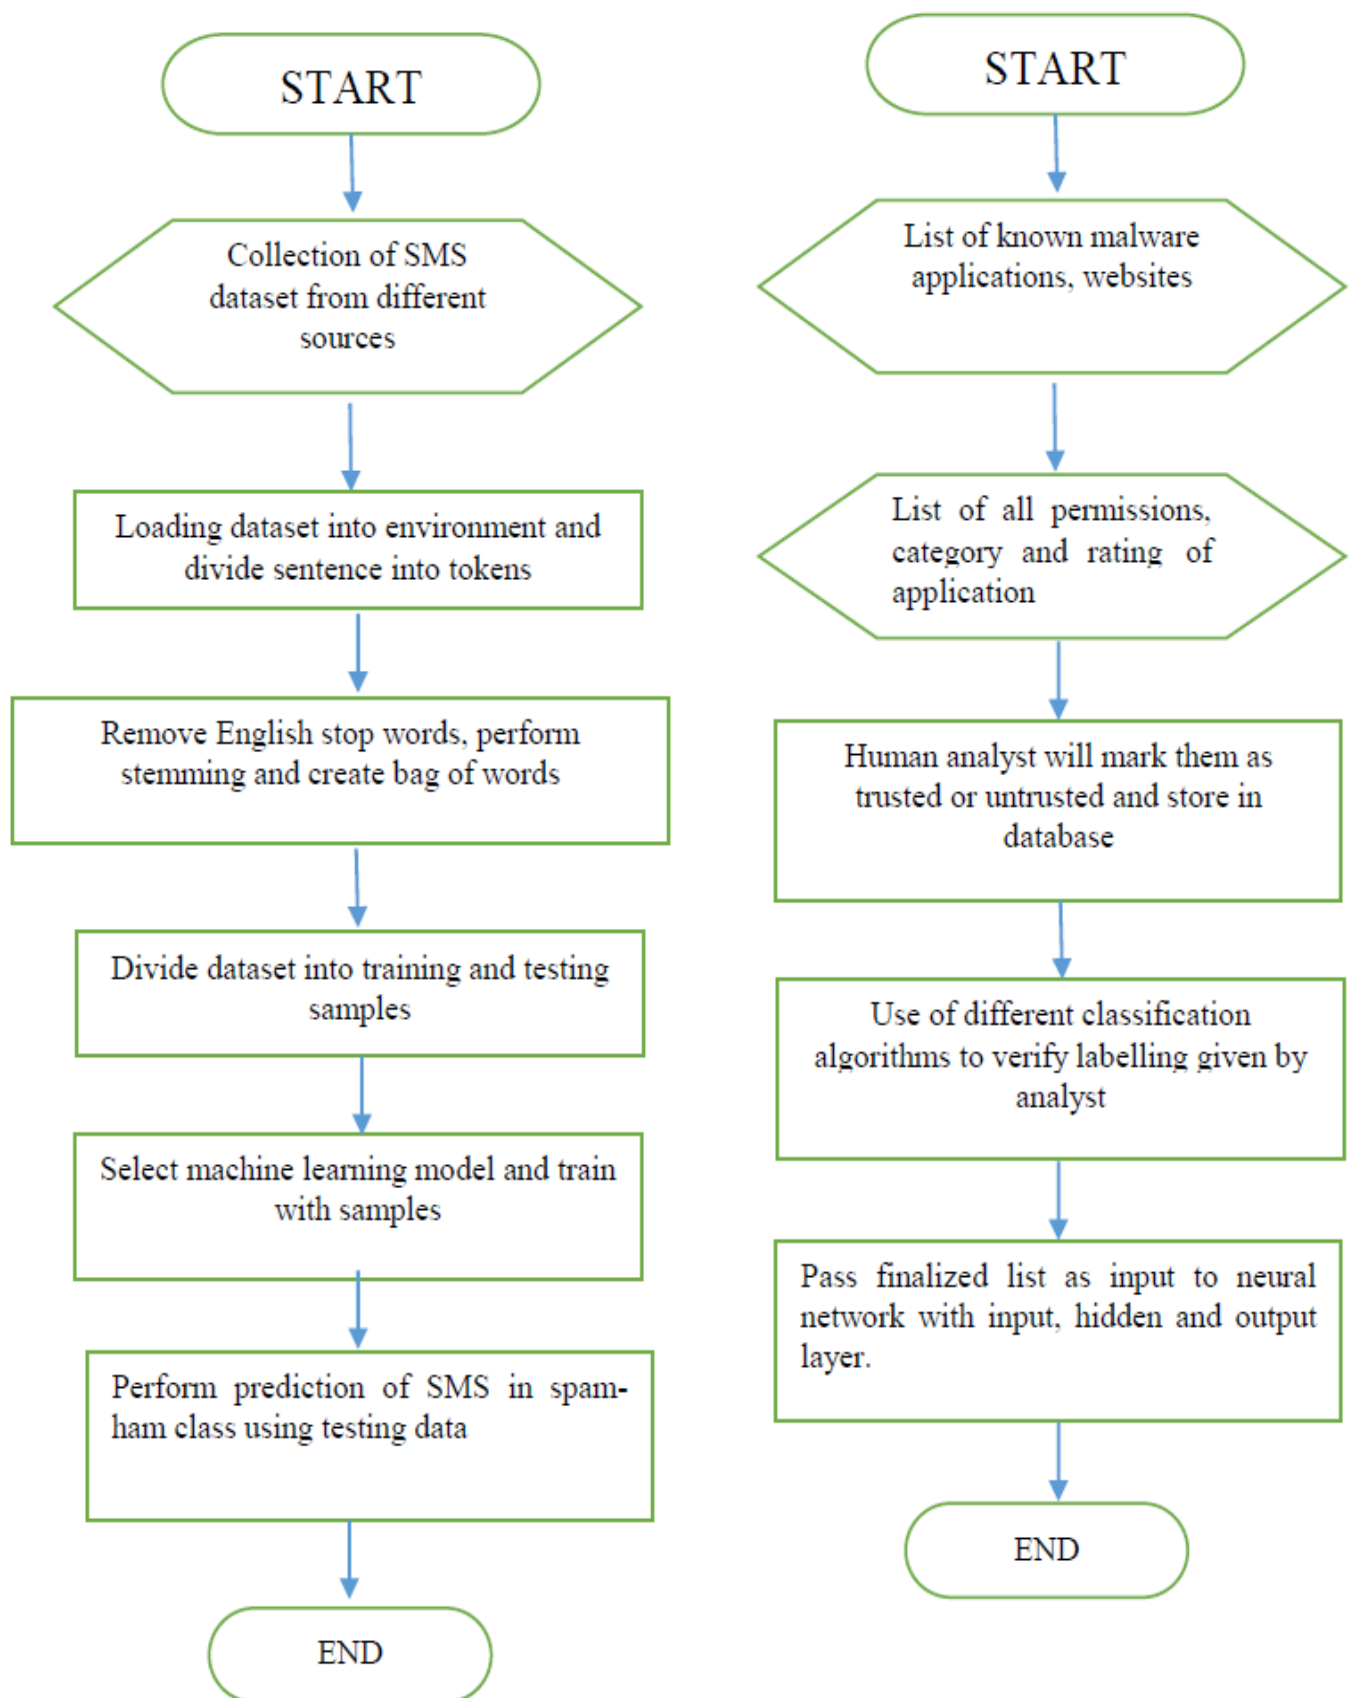 START
Collection of SMS
dataset from different
sources
Loading dataset into environment and
divide sentence into tokens
Remove English stop words, perform
stemming and create bag of words
Divide dataset into training and testing
samples
Select machine learning model and train
with samples
Perform prediction of SMS in spam-
ham class using testing data
END
START
List of known malware
applications, websites
List of all permissions,
category and rating of
application
Human analyst will mark them as
trusted or untrusted and store in
database
Use of different classification
algorithms to verify labelling given by
analyst
Pass finalized list as input to neural
network with input, hidden and output
layer.
END